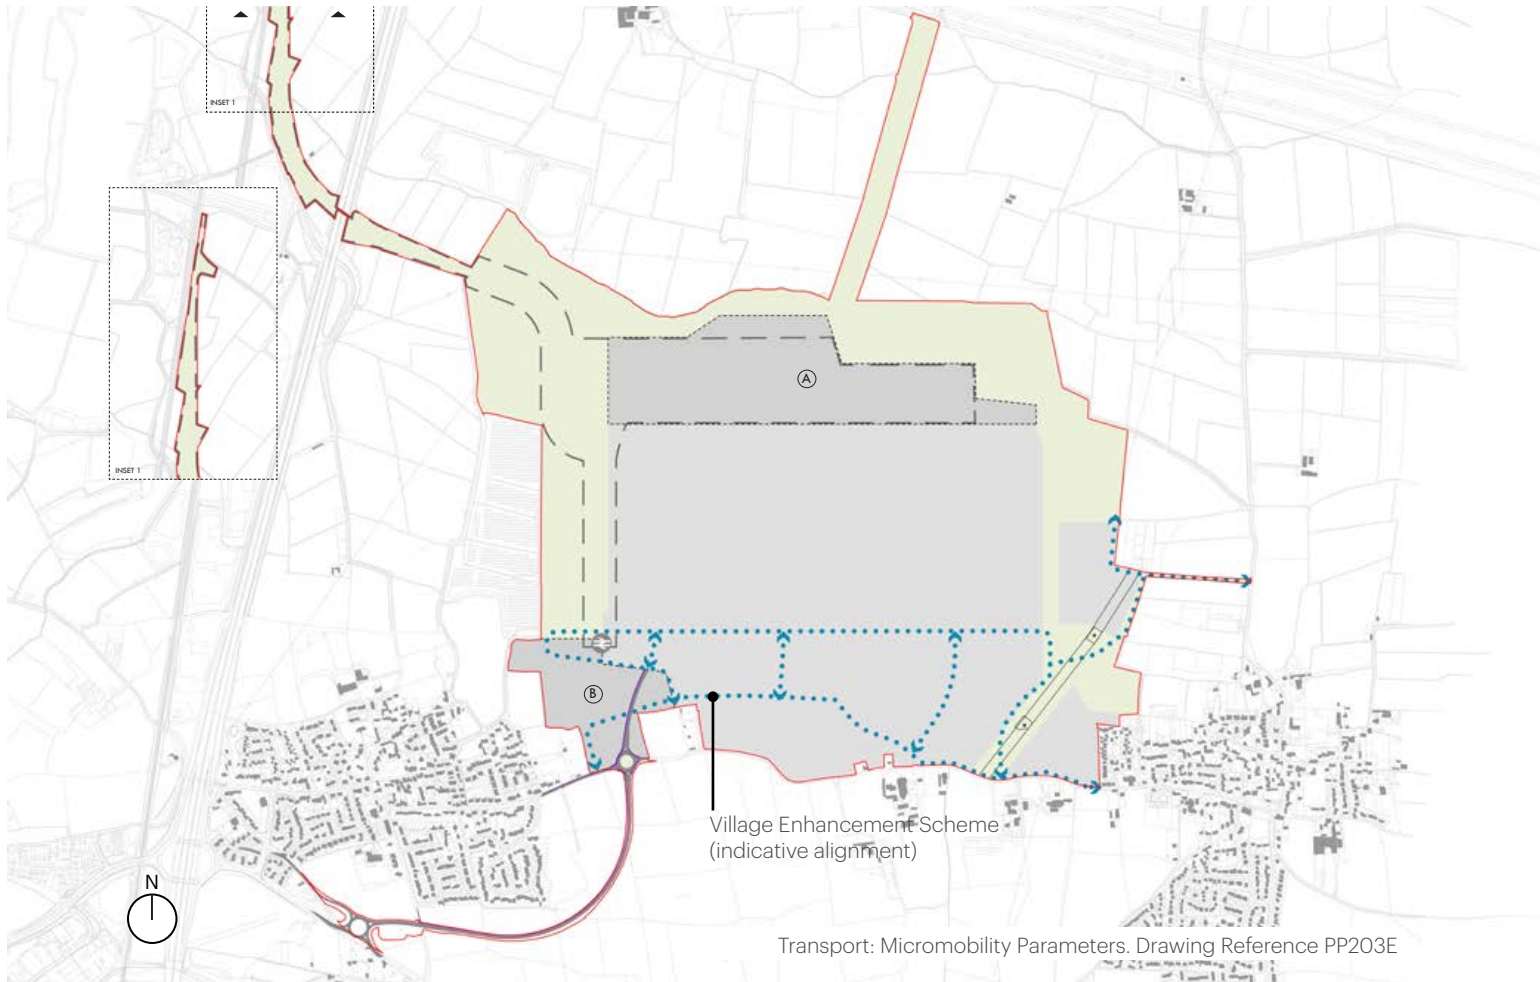 INSET 1
INSET 1
A
B
Village Enhancement Scheme
(indicative alignment)
N
Transport: Micromobility Parameters. Drawing Reference PP203E